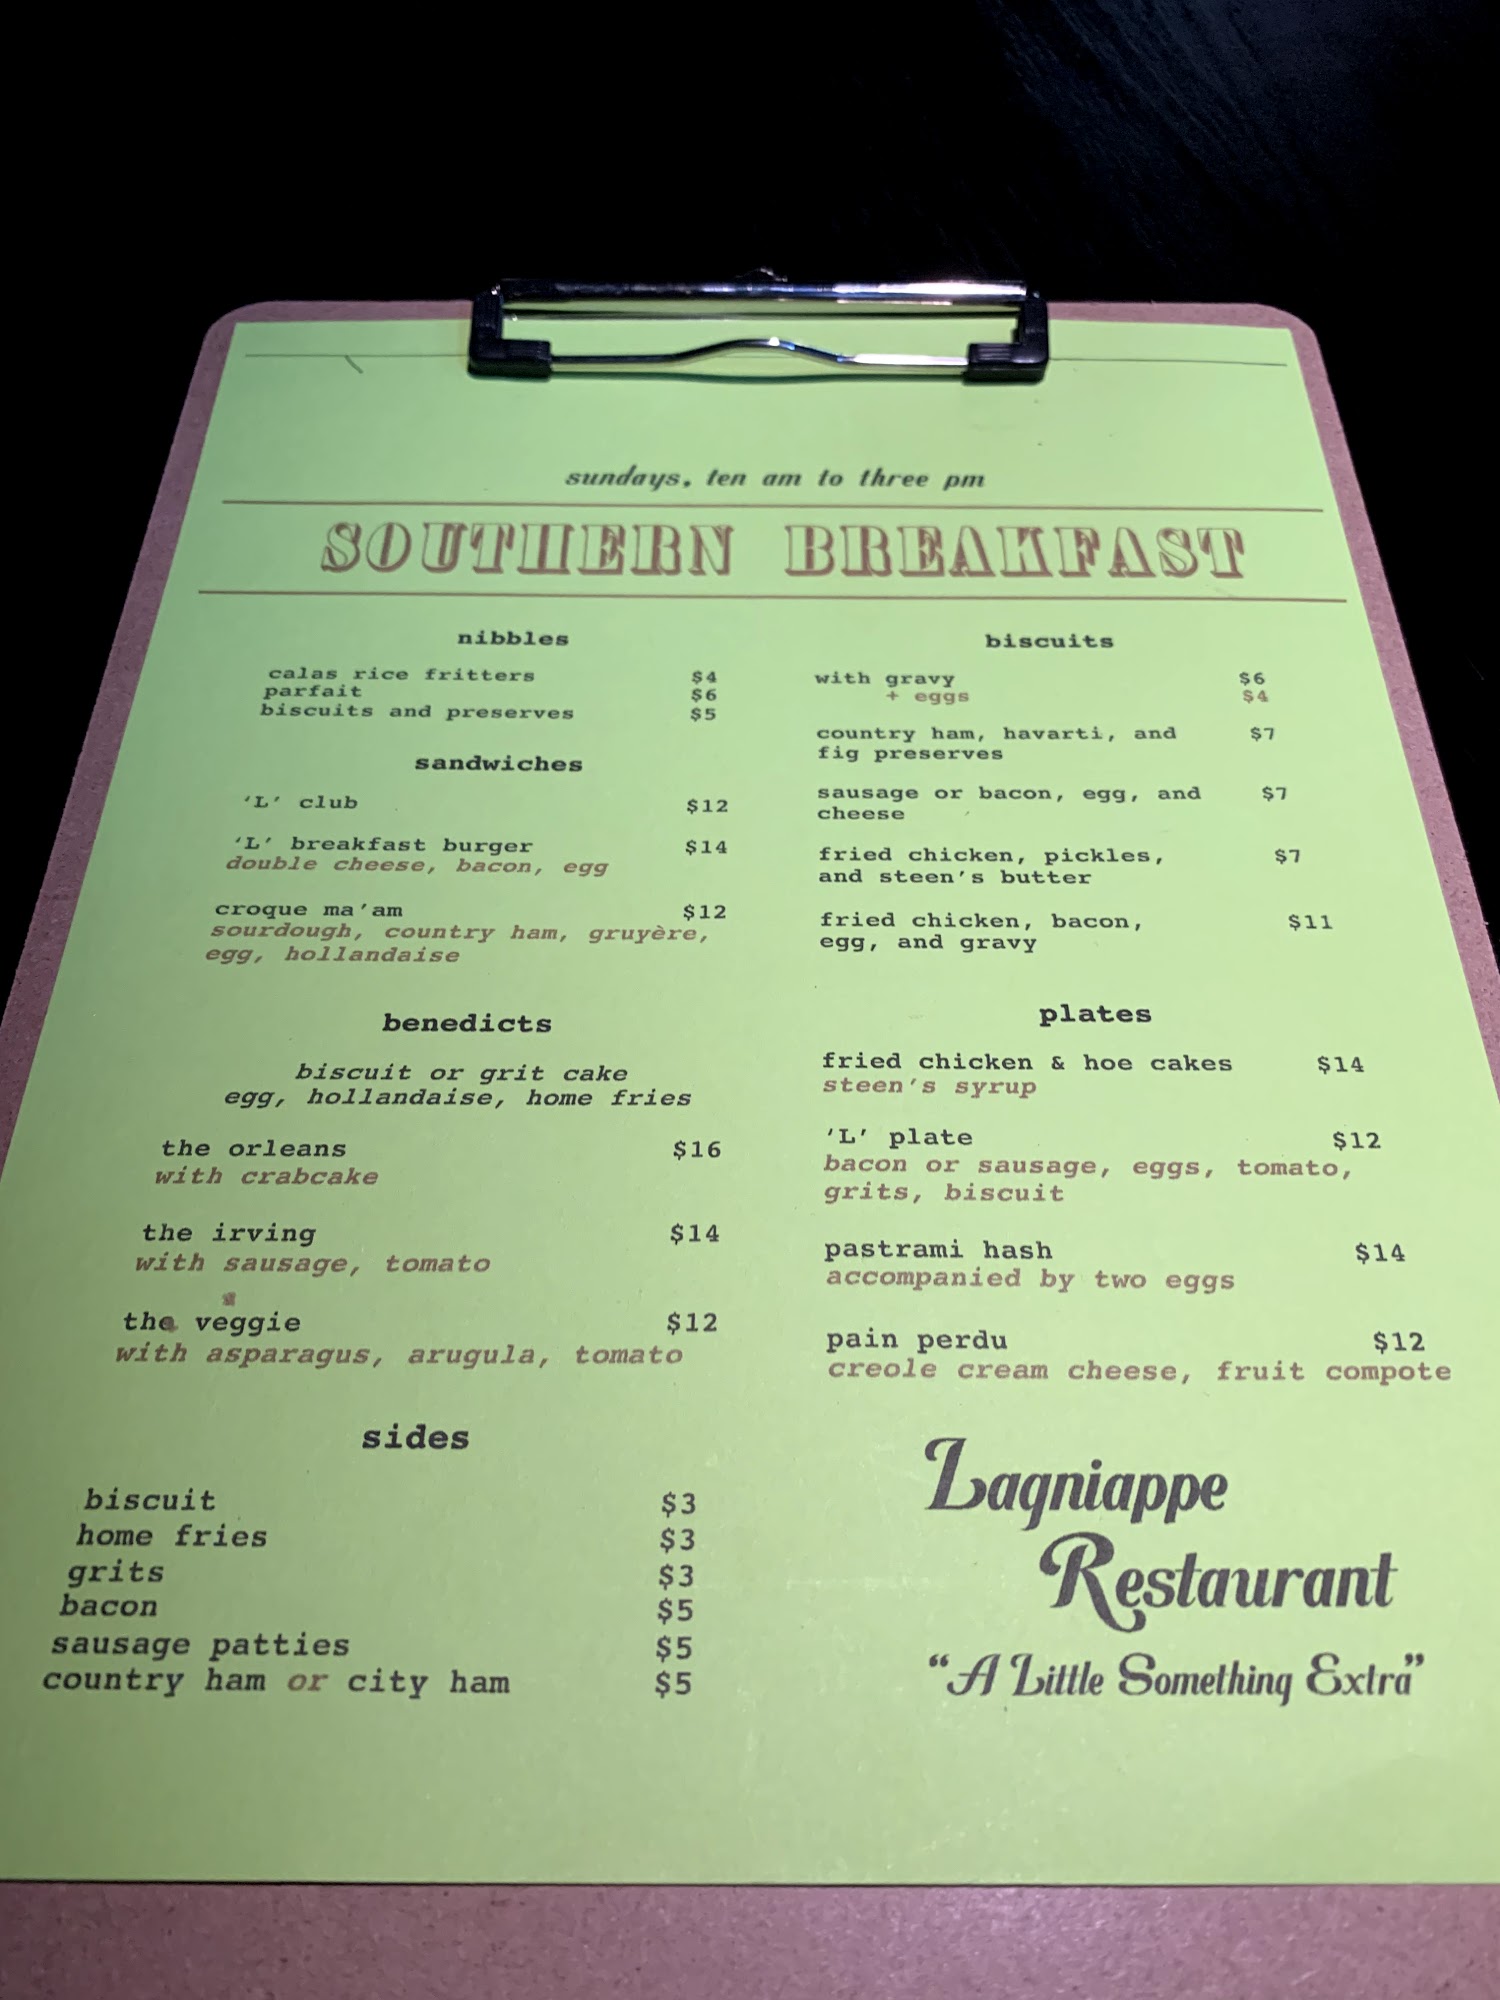 sundays, ten am to three pm
SOUTHERN BREAKFAST
nibbles
calas rice fritters $4
parfait $6
biscuits and preserves $5
sandwiches
‘L’ club $12
‘L’ breakfast burger $14
double cheese, bacon, egg
croque ma’am $12
sourdough, country ham, gruyère,
egg, hollandaise
benedicts
biscuit or grit cake
egg, hollandaise, home fries
the orleans $16
with crabcake
the irving $14
with sausage, tomato
the veggie $12
with asparagus, arugula, tomato
sides
biscuit $3
home fries $3
grits $3
bacon $5
sausage patties $5
country ham or city ham $5
biscuits
with gravy $6
+ eggs $4
country ham, havarti, and $7
fig preserves
sausage or bacon, egg, and $7
cheese
fried chicken, pickles, $7
and steen’s butter
fried chicken, bacon, $11
egg, and gravy
plates
fried chicken & hoe cakes $14
steen’s syrup
‘L’ plate $12
bacon or sausage, eggs, tomato,
grits, biscuit
pastrami hash $14
accompanied by two eggs
pain perdu $12
creole cream cheese, fruit compote
Lagniappe
Restaurant
“A Little Something Extra”